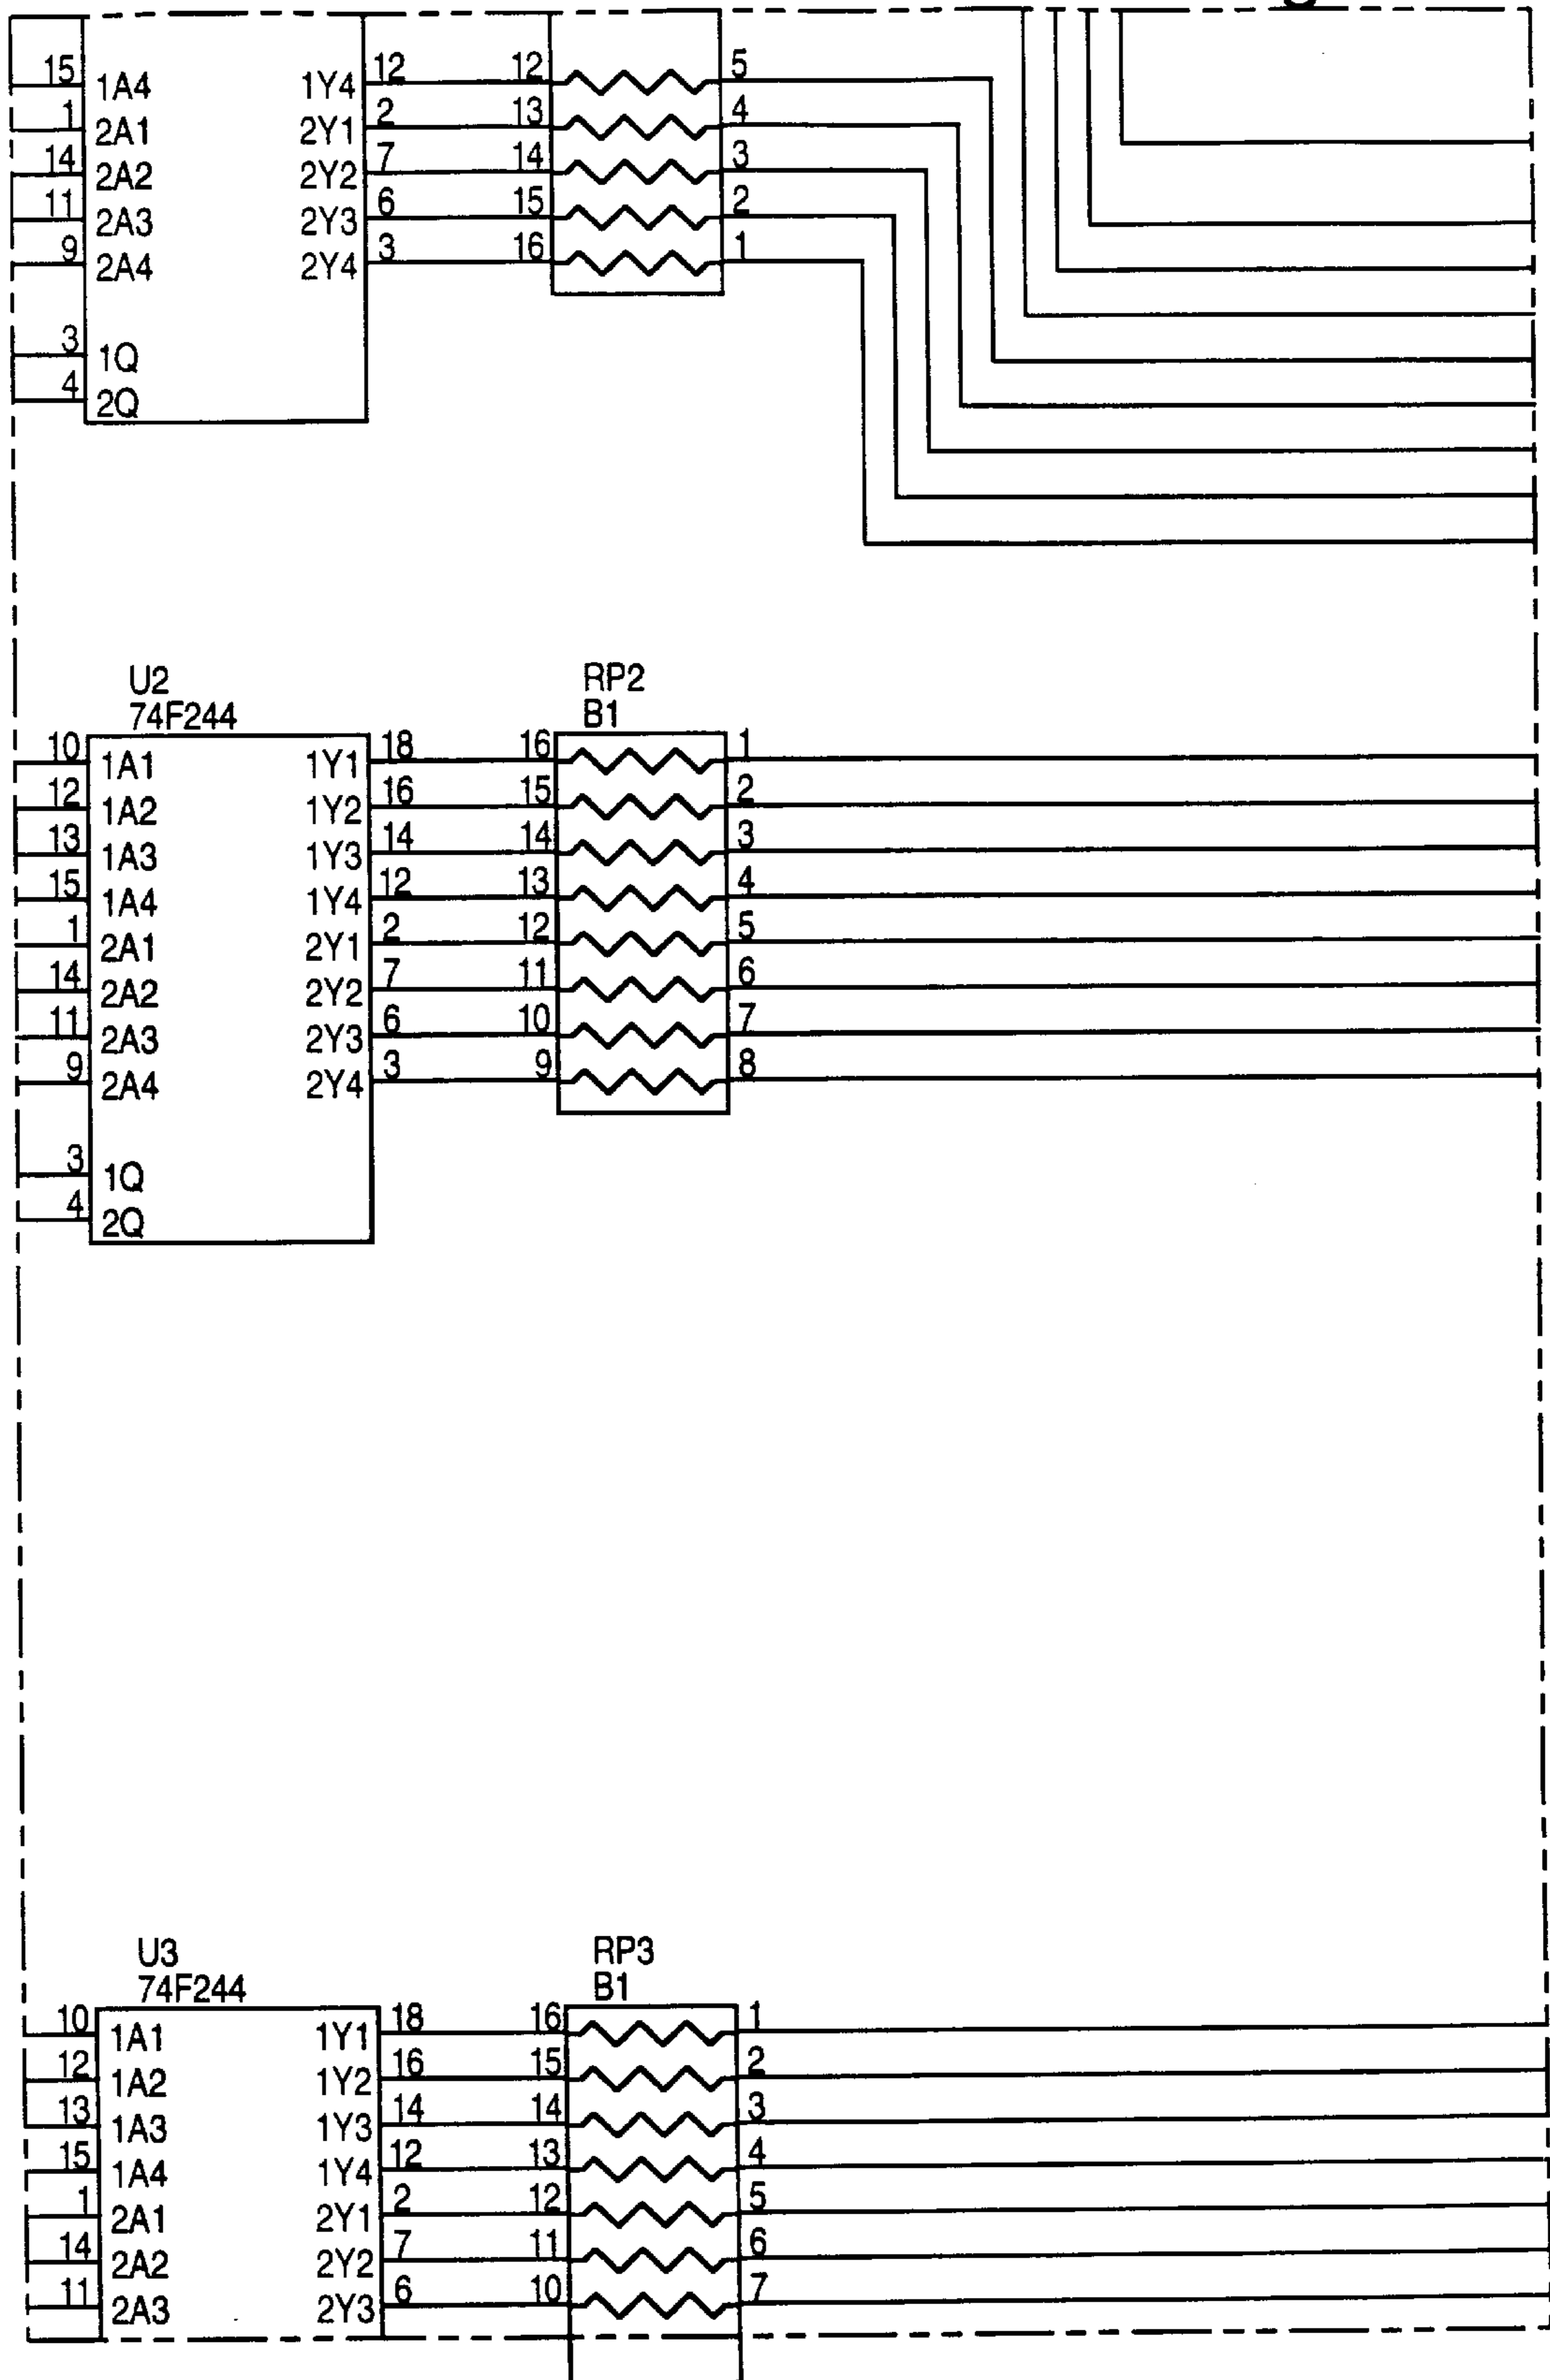 15 1A4 1Y4 12 12 5
1 2A1 2Y1 2 13 4
14 2A2 2Y2 7 14 3
11 2A3 2Y3 6 15 2
9 2A4 2Y4 3 16 1
3 1Q
4 2Q
U2 RP2
74F244 B1
10 1A1 1Y1 18 16 1
12 1A2 1Y2 16 15 2
13 1A3 1Y3 14 14 3
15 1A4 1Y4 12 13 4
1 2A1 2Y1 2 12 5
14 2A2 2Y2 7 11 6
11 2A3 2Y3 6 10 7
9 2A4 2Y4 3 9 8
3 1Q
4 2Q
U3 RP3
74F244 B1
10 1A1 1Y1 18 16 1
12 1A2 1Y2 16 15 2
13 1A3 1Y3 14 14 3
15 1A4 1Y4 12 13 4
1 2A1 2Y1 2 12 5
14 2A2 2Y2 7 11 6
11 2A3 2Y3 6 10 7